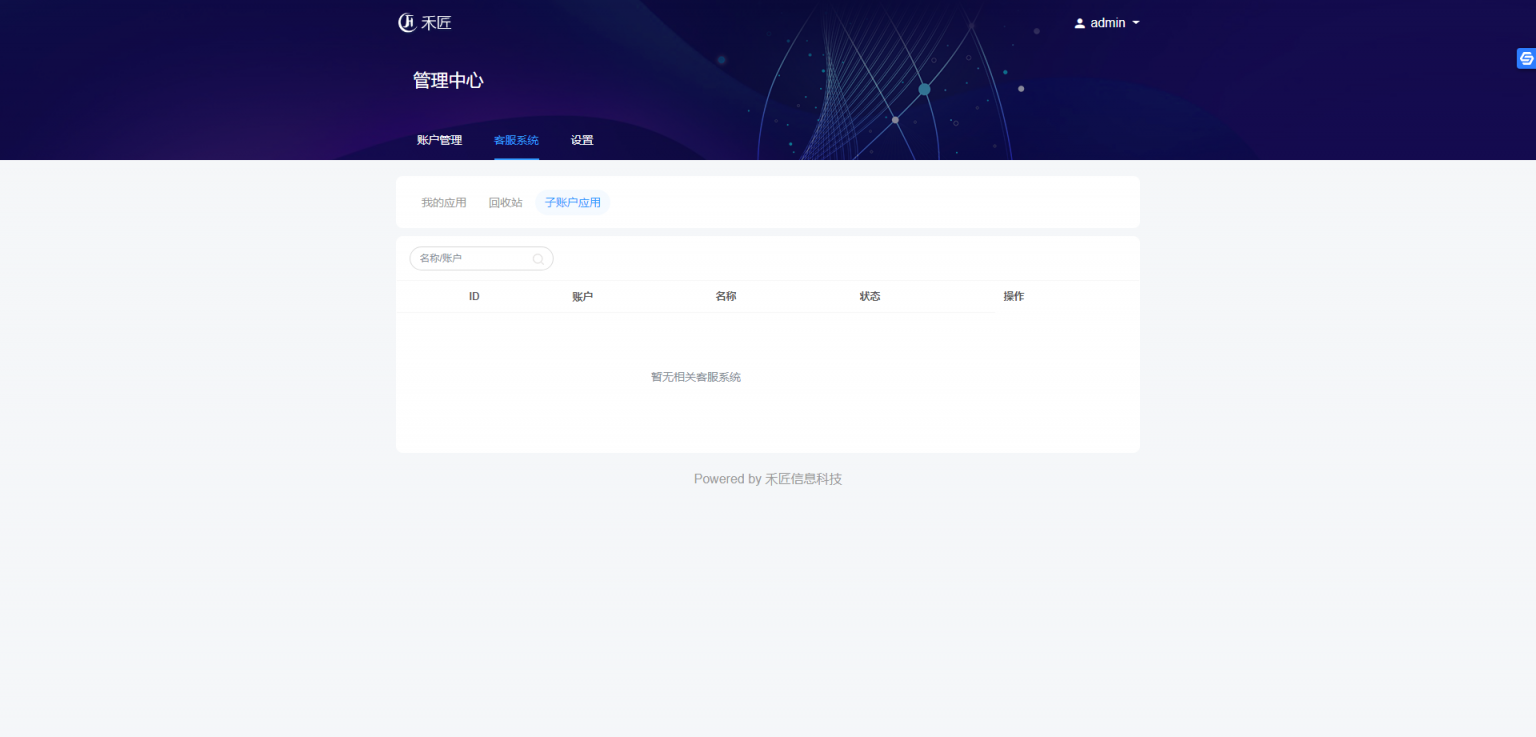 禾匠
admin
管理中心
账户管理 客服系统 设置
我的应用 回收站 子账户应用
名称/账户
ID 账户 名称 状态 操作
暂无相关客服系统
Powered by 禾匠信息科技